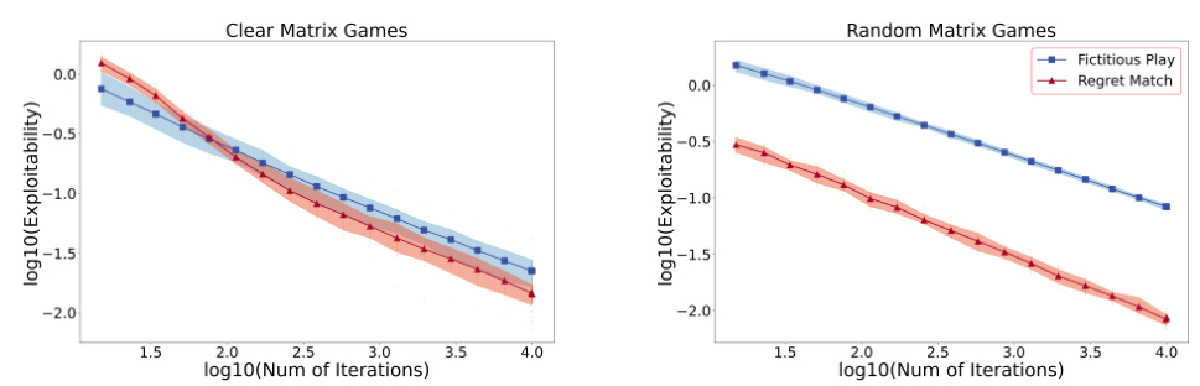 Clear Matrix Games
log10(Exploitability)
0.0
−0.5
−1.0
−1.5
−2.0
1.5 2.0 2.5 3.0 3.5 4.0
log10(Num of Iterations)
Random Matrix Games
Fictitious Play
Regret Match
log10(Exploitability)
0.0
−0.5
−1.0
−1.5
−2.0
1.5 2.0 2.5 3.0 3.5 4.0
log10(Num of Iterations)